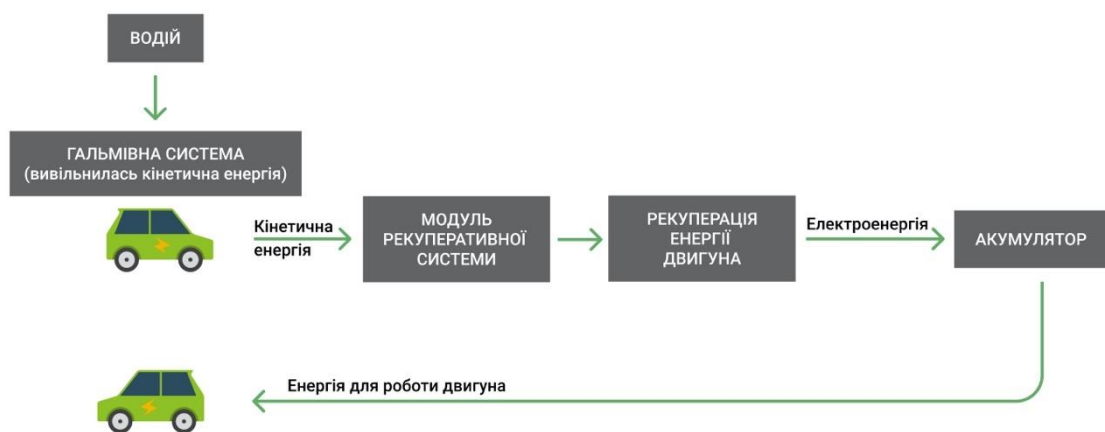 ВОДІЙ
ГАЛЬМІВНА СИСТЕМА
(вивільнилась кінетична енергія)
Кінетична
енергія
МОДУЛЬ
РЕКУПЕРАТИВНОЇ
СИСТЕМИ
РЕКУПЕРАЦІЯ
ЕНЕРГІЇ
ДВИГУНА
Електроенергія
АКУМУЛЯТОР
Енергія для роботи двигуна